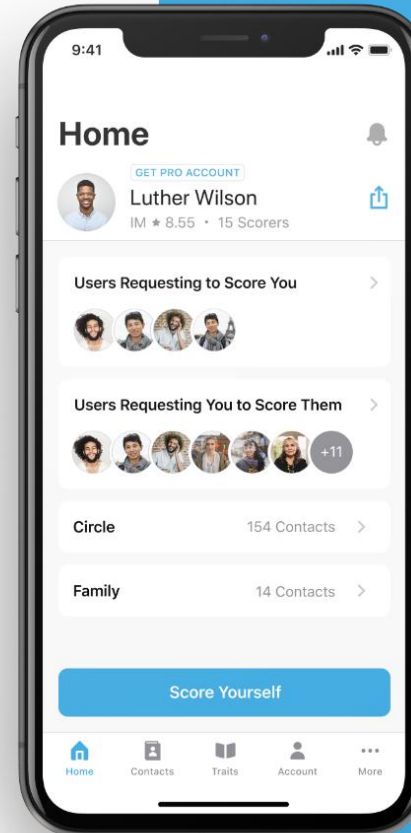 9:41
Home
GET PRO ACCOUNT
Luther Wilson
IM ★ 8.55 • 15 Scorers
Users Requesting to Score You
Users Requesting You to Score Them
+11
Circle 154 Contacts
Family 14 Contacts
Score Yourself
Home Contacts Traits Account More